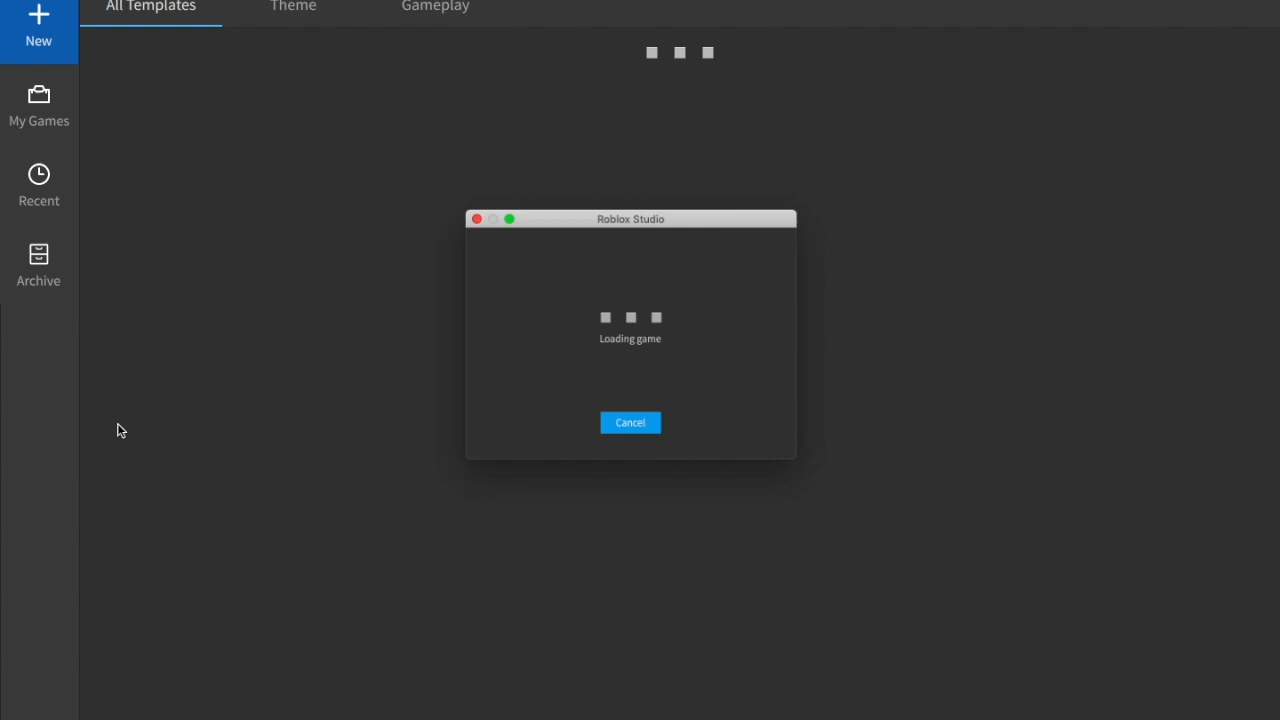 All Templates
Theme
Gameplay
New
My Games
Recent
Archive
Roblox Studio
Loading game
Cancel